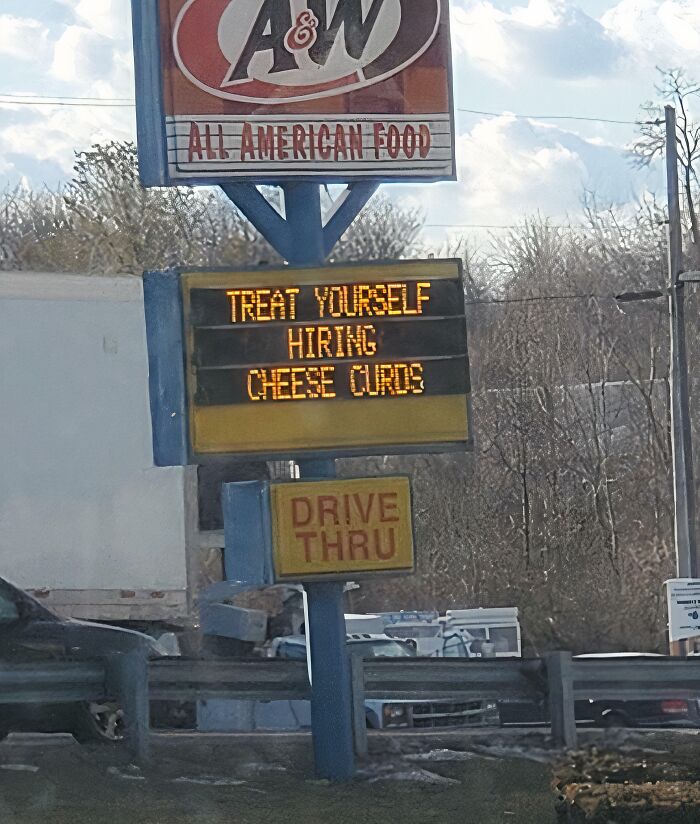 A&W
ALL AMERICAN FOOD
TREAT YOURSELF
HIRING
CHEESE CURDS
DRIVE
THRU